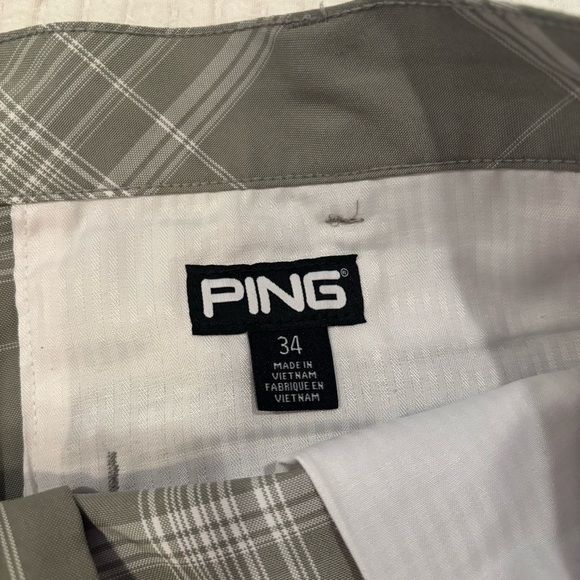 PING®
34
MADE IN
VIETNAM
FABRIQUE EN
VIETNAM